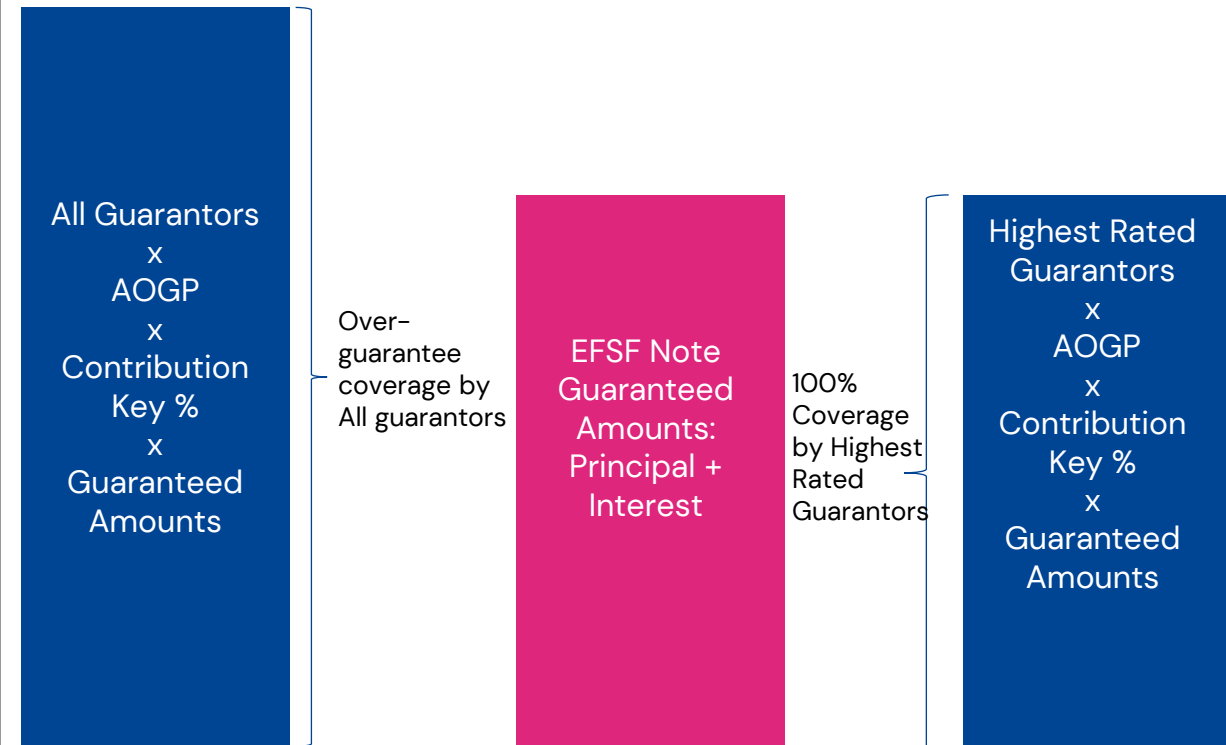 All Guarantors
x
AOGP
x
Contribution
Key %
x
Guaranteed
Amounts
Over-
guarantee
coverage by
All guarantors
EFSF Note
Guaranteed
Amounts:
Principal +
Interest
100%
Coverage
by Highest
Rated
Guarantors
Highest Rated
Guarantors
x
AOGP
x
Contribution
Key %
x
Guaranteed
Amounts